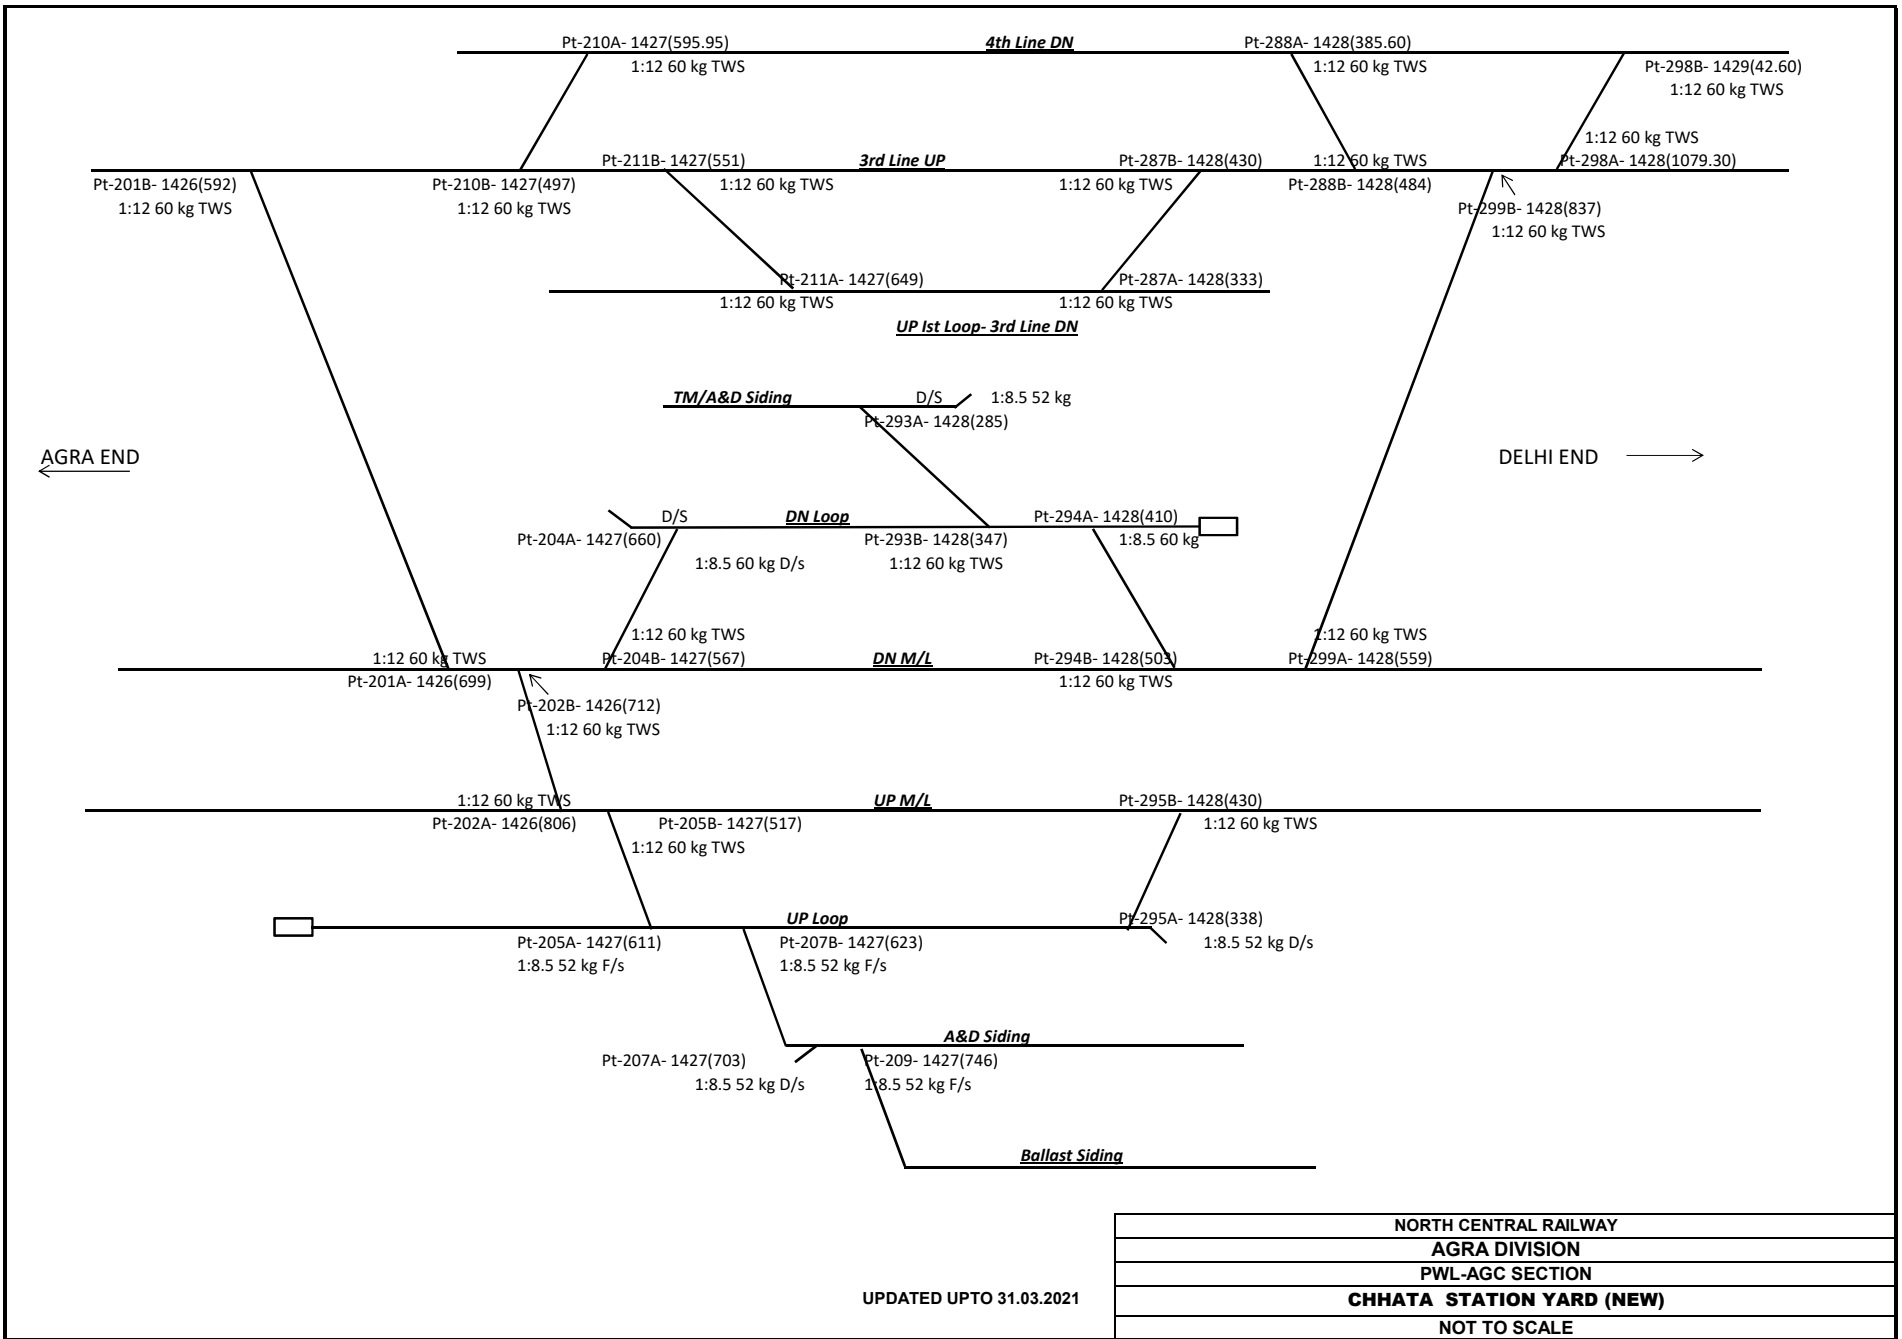 Pt-210A- 1427(595.95)
4th Line DN
Pt-288A- 1428(385.60)
1:12 60 kg TWS
1:12 60 kg TWS
Pt-298B- 1429(42.60)
1:12 60 kg TWS
1:12 60 kg TWS
Pt-211B- 1427(551)
3rd Line UP
Pt-287B- 1428(430)
1:12 60 kg TWS
Pt-298A- 1428(1079.30)
Pt-201B- 1426(592)
Pt-210B- 1427(497)
1:12 60 kg TWS
1:12 60 kg TWS
Pt-288B- 1428(484)
1:12 60 kg TWS
1:12 60 kg TWS
Pt-299B- 1428(837)
1:12 60 kg TWS
Pt-211A- 1427(649)
Pt-287A- 1428(333)
1:12 60 kg TWS
1:12 60 kg TWS
UP Ist Loop- 3rd Line DN
TM/A&D Siding
D/S
1:8.5 52 kg
Pt-293A- 1428(285)
AGRA END
DELHI END
D/S
DN Loop
Pt-294A- 1428(410)
Pt-204A- 1427(660)
Pt-293B- 1428(347)
1:8.5 60 kg
1:8.5 60 kg D/s
1:12 60 kg TWS
1:12 60 kg TWS
1:12 60 kg TWS
1:12 60 kg TWS
Pt-204B- 1427(567)
DN M/L
Pt-294B- 1428(503)
Pt-299A- 1428(559)
Pt-201A- 1426(699)
1:12 60 kg TWS
Pt-202B- 1426(712)
1:12 60 kg TWS
1:12 60 kg TWS
UP M/L
Pt-295B- 1428(430)
Pt-202A- 1426(806)
Pt-205B- 1427(517)
1:12 60 kg TWS
1:12 60 kg TWS
UP Loop
Pt-295A- 1428(338)
Pt-205A- 1427(611)
Pt-207B- 1427(623)
1:8.5 52 kg D/s
1:8.5 52 kg F/s
1:8.5 52 kg F/s
A&D Siding
Pt-207A- 1427(703)
Pt-209- 1427(746)
1:8.5 52 kg D/s
1:8.5 52 kg F/s
Ballast Siding
NORTH CENTRAL RAILWAY
AGRA DIVISION
PWL-AGC SECTION
UPDATED UPTO 31.03.2021
CHHATA STATION YARD (NEW)
NOT TO SCALE